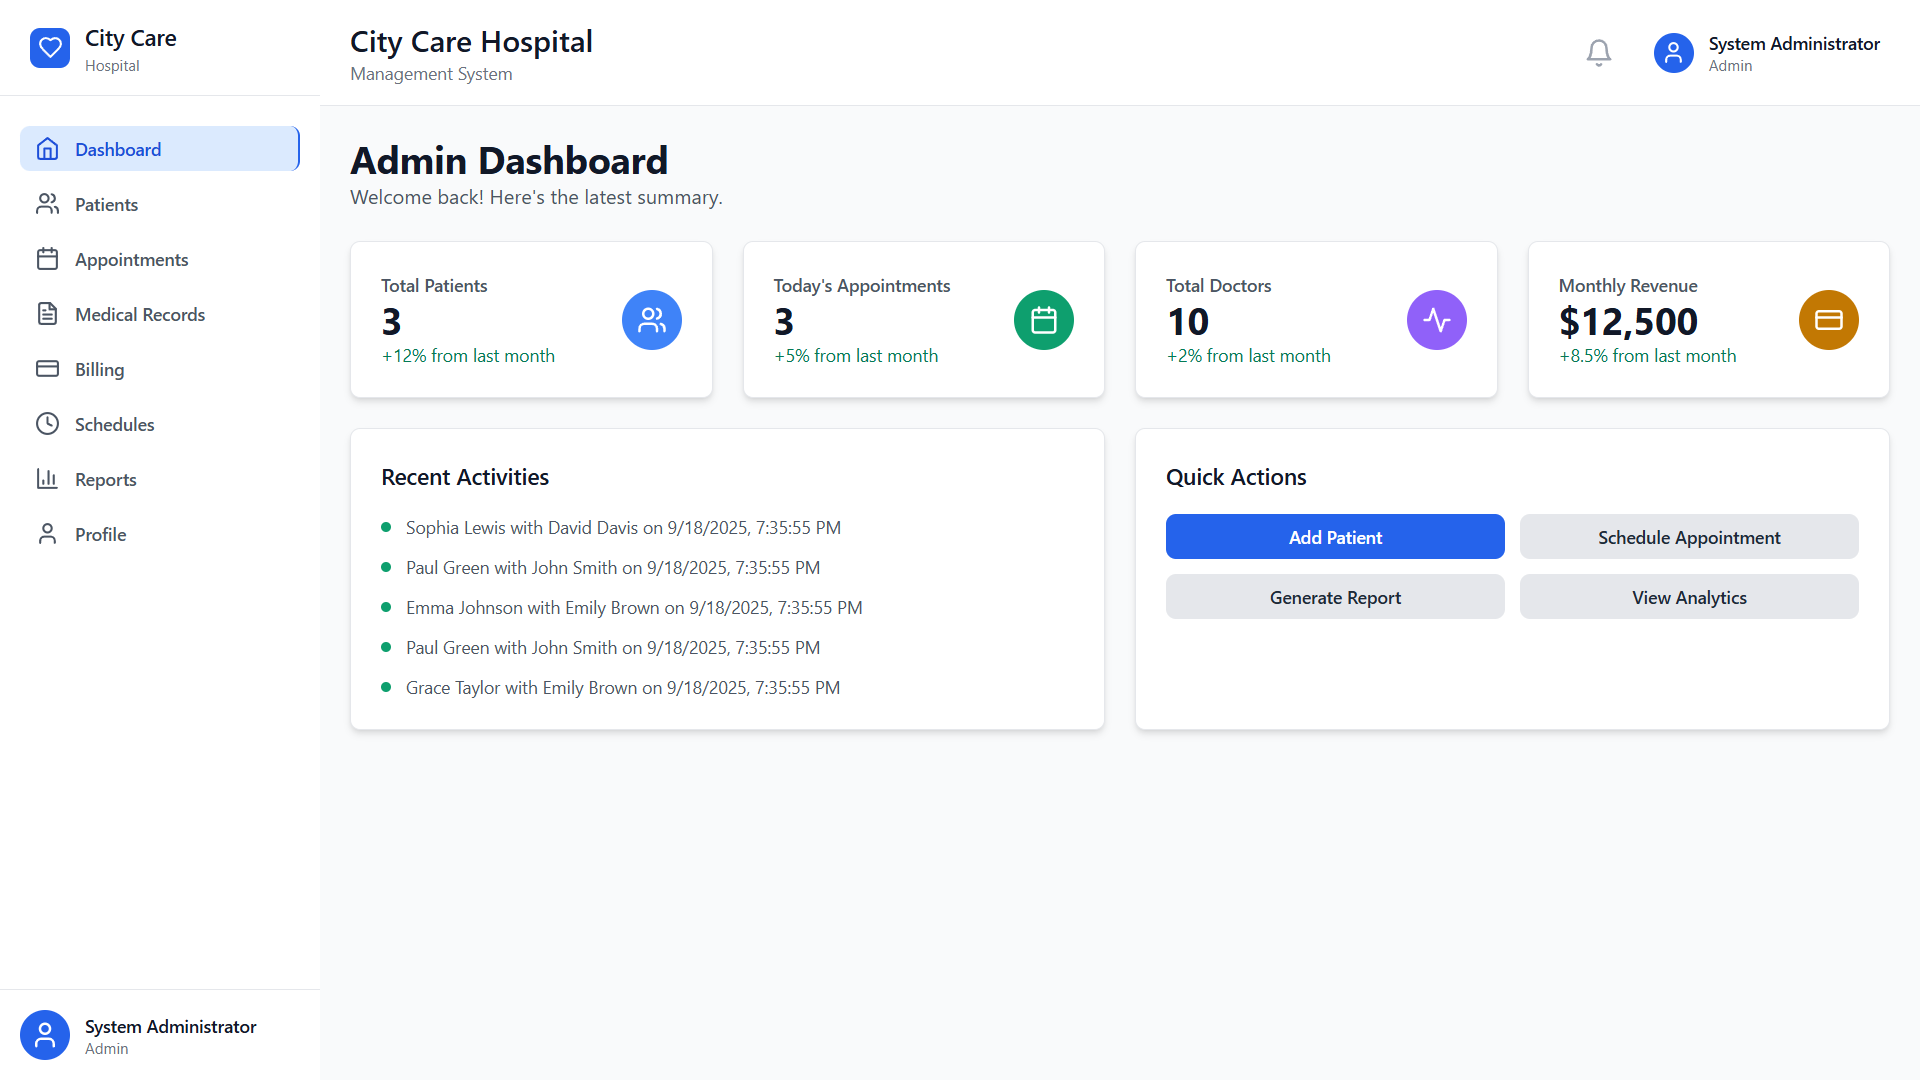 City Care
Hospital
Dashboard
Patients
Appointments
Medical Records
Billing
Schedules
Reports
Profile
System Administrator
Admin
City Care Hospital
Management System
System Administrator
Admin
Admin Dashboard
Welcome back! Here's the latest summary.
Total Patients
3
+12% from last month
Today's Appointments
3
+5% from last month
Total Doctors
10
+2% from last month
Monthly Revenue
$12,500
+8.5% from last month
Recent Activities
Sophia Lewis with David Davis on 9/18/2025, 7:35:55 PM
Paul Green with John Smith on 9/18/2025, 7:35:55 PM
Emma Johnson with Emily Brown on 9/18/2025, 7:35:55 PM
Paul Green with John Smith on 9/18/2025, 7:35:55 PM
Grace Taylor with Emily Brown on 9/18/2025, 7:35:55 PM
Quick Actions
Add Patient
Schedule Appointment
Generate Report
View Analytics